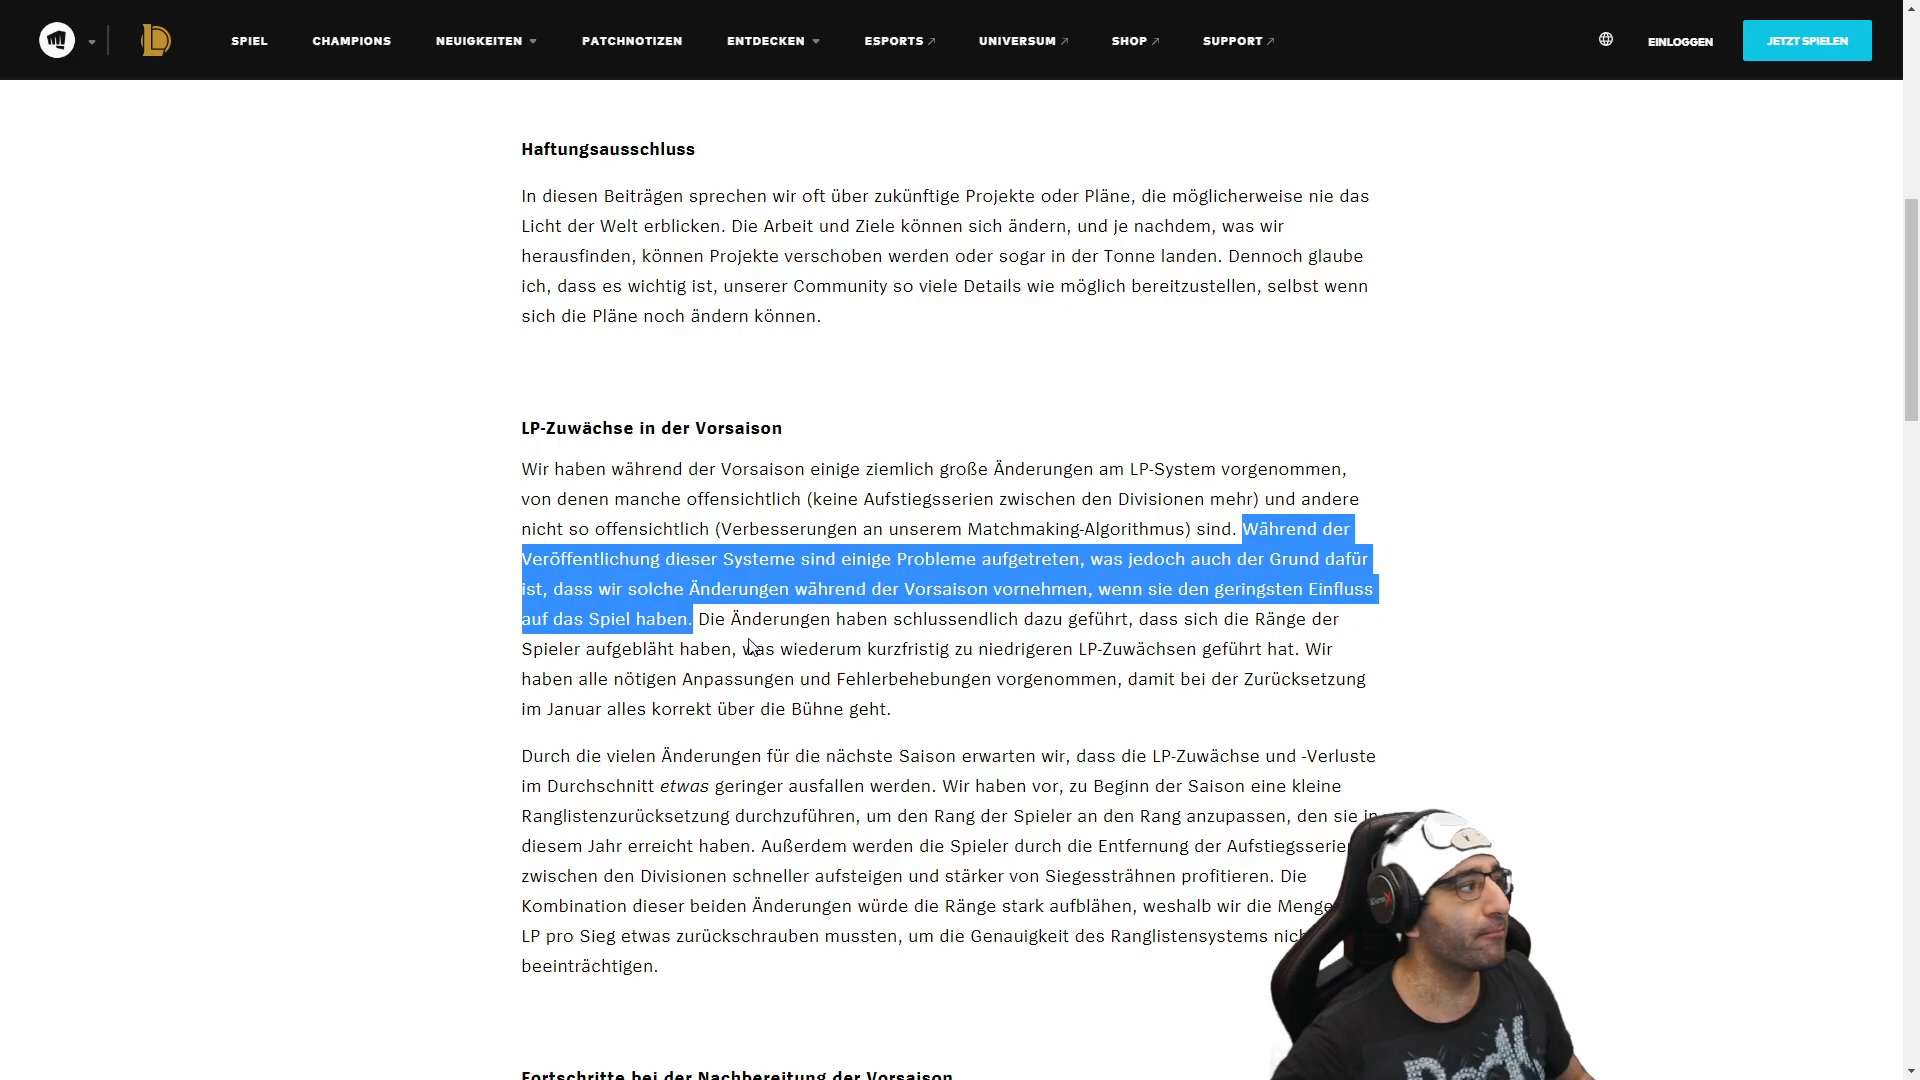 SPIEL CHAMPIONS NEUIGKEITEN PATCHNOTIZEN ENTDECKEN ESPORTS UNIVERSUM SHOP SUPPORT EINLOGGEN JETZT SPIELEN
Haftungsausschluss
In diesen Beiträgen sprechen wir oft über zukünftige Projekte oder Pläne, die möglicherweise nie das
Licht der Welt erblicken. Die Arbeit und Ziele können sich ändern, und je nachdem, was wir
herausfinden, können Projekte verschoben werden oder sogar in der Tonne landen. Dennoch glaube
ich, dass es wichtig ist, unserer Community so viele Details wie möglich bereitzustellen, selbst wenn
sich die Pläne noch ändern können.
LP-Zuwächse in der Vorsaison
Wir haben während der Vorsaison einige ziemlich große Änderungen am LP-System vorgenommen,
von denen manche offensichtlich (keine Aufstiegsserien zwischen den Divisionen mehr) und andere
nicht so offensichtlich (Verbesserungen an unserem Matchmaking-Algorithmus) sind. Während der
Veröffentlichung dieser Systeme sind einige Probleme aufgetreten, was jedoch auch der Grund dafür
ist, dass wir solche Änderungen während der Vorsaison vornehmen, wenn sie den geringsten Einfluss
auf das Spiel haben. Die Änderungen haben schlussendlich dazu geführt, dass sich die Ränge der
Spieler aufgebläht haben, was wiederum kurzfristig zu niedrigeren LP-Zuwächsen geführt hat. Wir
haben alle nötigen Anpassungen und Fehlerbehebungen vorgenommen, damit bei der Zurücksetzung
im Januar alles korrekt über die Bühne geht.
Durch die vielen Änderungen für die nächste Saison erwarten wir, dass die LP-Zuwächse und -Verluste
im Durchschnitt etwas geringer ausfallen werden. Wir haben vor, zu Beginn der Saison eine kleine
Ranglistenzurücksetzung durchzuführen, um den Rang der Spieler an den Rang anzupassen, den sie in
diesem Jahr erreicht haben. Außerdem werden die Spieler durch die Entfernung der Aufstiegsserien
zwischen den Divisionen schneller aufsteigen und stärker von Siegessträhnen profitieren. Die
Kombination dieser beiden Änderungen würde die Ränge stark aufblähen, weshalb wir die Menge
LP pro Sieg etwas zurückschrauben mussten, um die Genauigkeit des Ranglistensystems
beeinträchtigen.
Fortschritte bei der Nachbereitung der Vorsaison